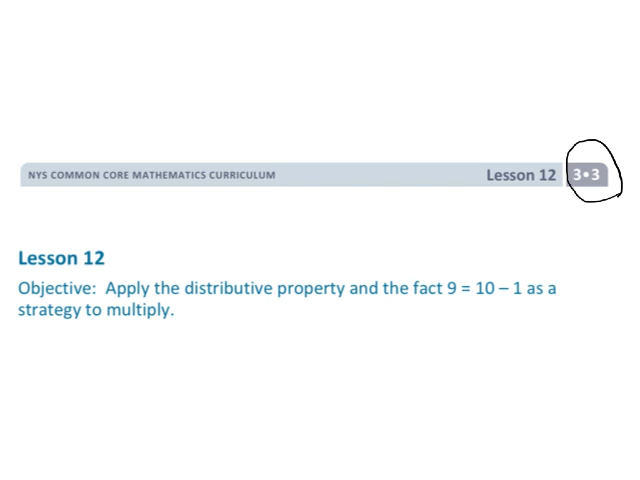 NYS COMMON CORE MATHEMATICS CURRICULUM Lesson 12 3•3
Lesson 12
Objective: Apply the distributive property and the fact 9 = 10 – 1 as a
strategy to multiply.